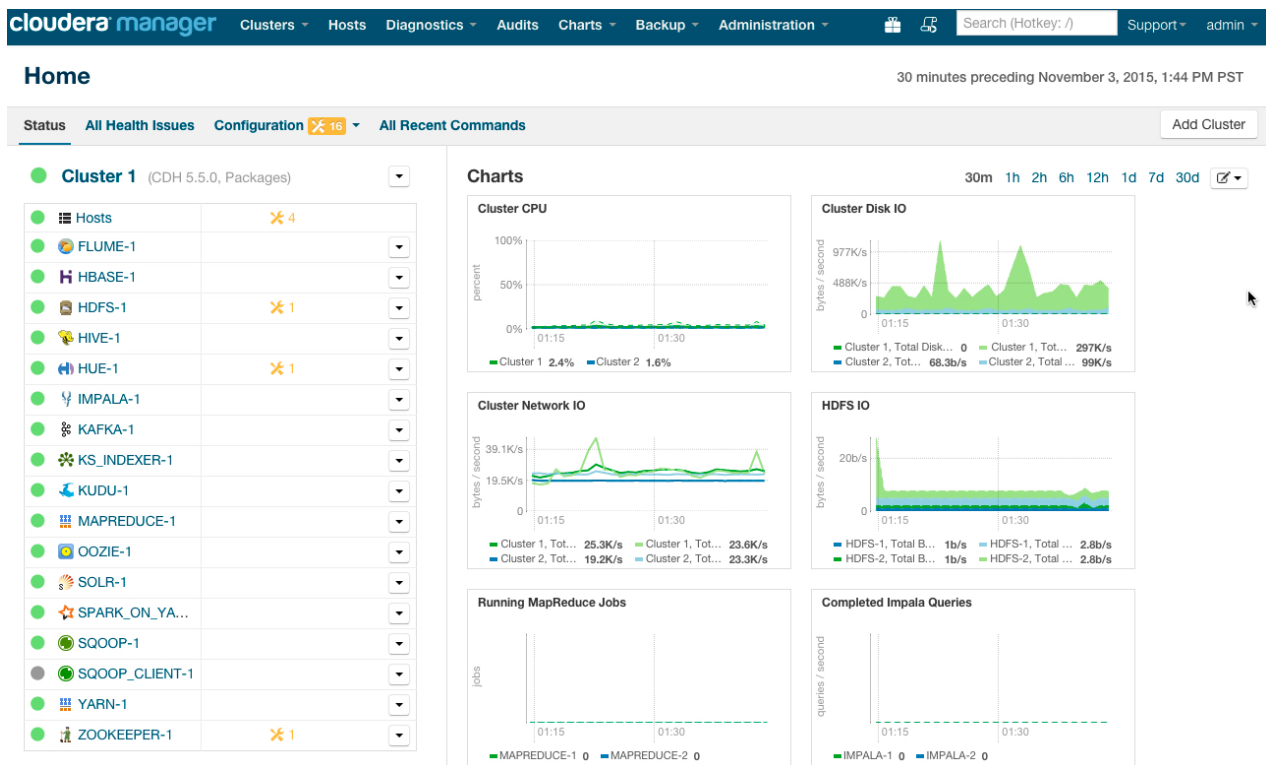 cloudera manager Clusters Hosts Diagnostics Audits Charts Backup Administration Search (Hotkey: /) Support admin
Home 30 minutes preceding November 3, 2015, 1:44 PM PST
Status All Health Issues Configuration 16 All Recent Commands Add Cluster
Cluster 1 (CDH 5.5.0, Packages)
Hosts 4
FLUME-1
HBASE-1
HDFS-1 1
HIVE-1
HUE-1 1
IMPALA-1
KAFKA-1
KS_INDEXER-1
KUDU-1
MAPREDUCE-1
OOZIE-1
SOLR-1
SPARK_ON_YA...
SQOOP-1
SQOOP_CLIENT-1
YARN-1
ZOOKEEPER-1 1
Charts 30m 1h 2h 6h 12h 1d 7d 30d
Cluster CPU
percent
100%
50%
0%
01:15 01:30
Cluster 1 2.4% Cluster 2 1.6%
Cluster Disk IO
bytes / second
977K/s
488K/s
0
01:15 01:30
Cluster 1, Total Disk... 0 Cluster 1, Tot... 297K/s
Cluster 2, Tot... 68.3b/s Cluster 2, Total ... 99K/s
Cluster Network IO
bytes / second
39.1K/s
19.5K/s
0
01:15 01:30
Cluster 1, Tot... 25.3K/s Cluster 1, Tot... 23.6K/s
Cluster 2, Tot... 19.2K/s Cluster 2, Tot... 23.3K/s
HDFS IO
bytes / second
20b/s
0
01:15 01:30
HDFS-1, Total B... 1b/s HDFS-1, Total ... 2.8b/s
HDFS-2, Total B... 1b/s HDFS-2, Total ... 2.8b/s
Running MapReduce Jobs
jobs
01:15 01:30
MAPREDUCE-1 0 MAPREDUCE-2 0
Completed Impala Queries
queries / second
01:15 01:30
IMPALA-1 0 IMPALA-2 0